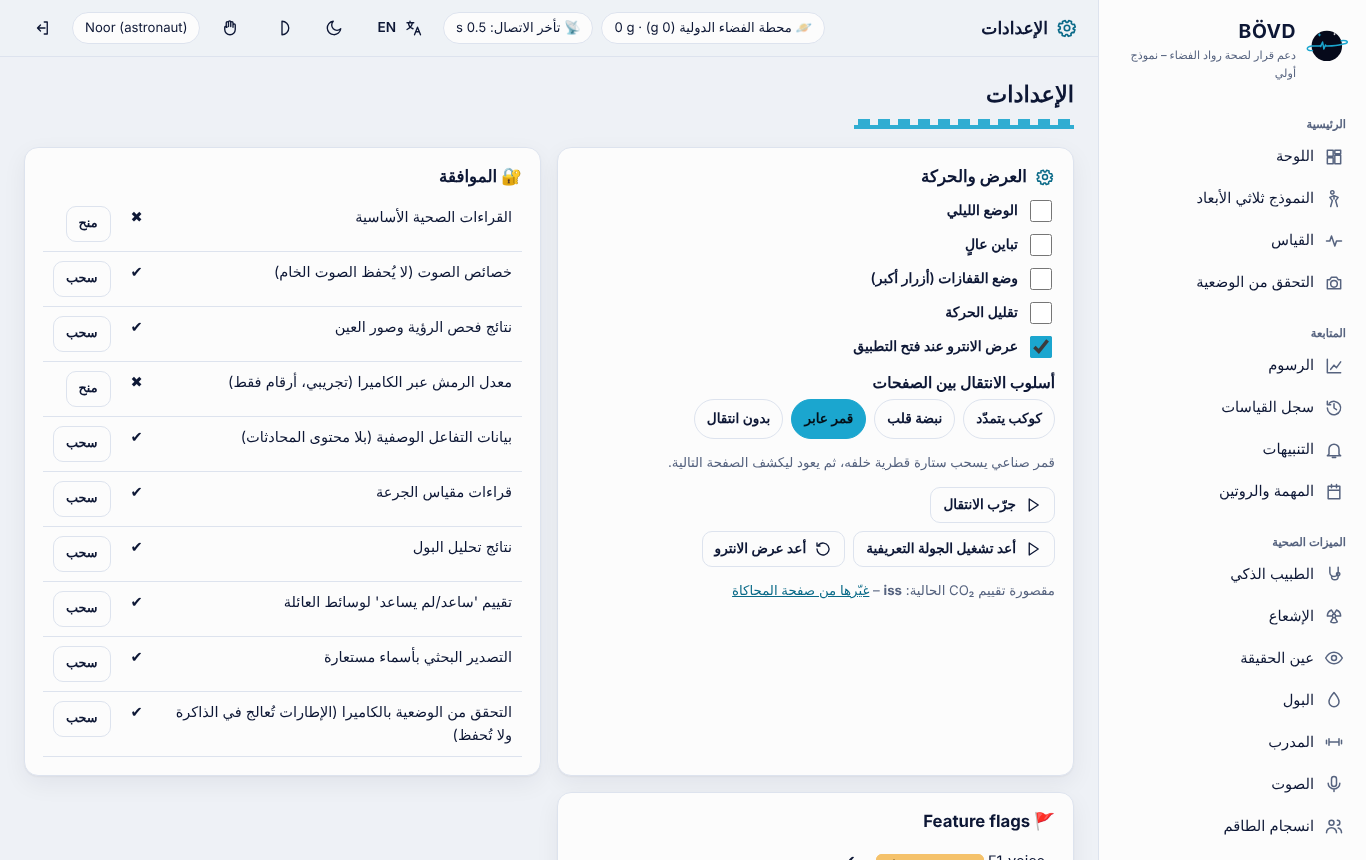 BÖVD
دعم قرار لصحة رواد الفضاء – نموذج
أولي
الرئيسية
اللوحة
النموذج ثلاثي الأبعاد
القياس
التحقق من الوضعية
المتابعة
الرسوم
سجل القياسات
التنبيهات
المهمة والروتين
الميزات الصحية
الطبيب الذكي
الإشعاع
عين الحقيقة
البول
المدرب
الصوت
انسجام الطاقم
الإعدادات
🪐 محطة الفضاء الدولية (0 g) · 0 g
📡 تأخر الاتصال: 0.5 s
EN
Noor (astronaut)
الإعدادات
العرض والحركة
الوضع الليلي
تباين عالٍ
وضع القفازات (أزرار أكبر)
تقليل الحركة
عرض الانترو عند فتح التطبيق
أسلوب الانتقال بين الصفحات
كوكب يتمدّد
نبضة قلب
قمر عابر
بدون انتقال
قمر صناعي يسحب ستارة قطرية خلفه، ثم يعود ليكشف الصفحة التالية.
جرّب الانتقال
أعد تشغيل الجولة التعريفية
أعد عرض الانترو
مقصورة تقييم CO₂ الحالية: iss – غيّرها من صفحة المحاكاة
🔐 الموافقة
القراءات الصحية الأساسية ✖ منح
خصائص الصوت (لا يُحفظ الصوت الخام) ✔ سحب
نتائج فحص الرؤية وصور العين ✔ سحب
معدل الرمش عبر الكاميرا (تجريبي، أرقام فقط) ✖ منح
بيانات التفاعل الوصفية (بلا محتوى المحادثات) ✔ سحب
قراءات مقياس الجرعة ✔ سحب
نتائج تحليل البول ✔ سحب
تقييم 'ساعد/لم يساعد' لوسائط العائلة ✔ سحب
التصدير البحثي بأسماء مستعارة ✔ سحب
التحقق من الوضعية بالكاميرا (الإطارات تُعالج في الذاكرة ✔ سحب
ولا تُحفظ)
🚩 Feature flags